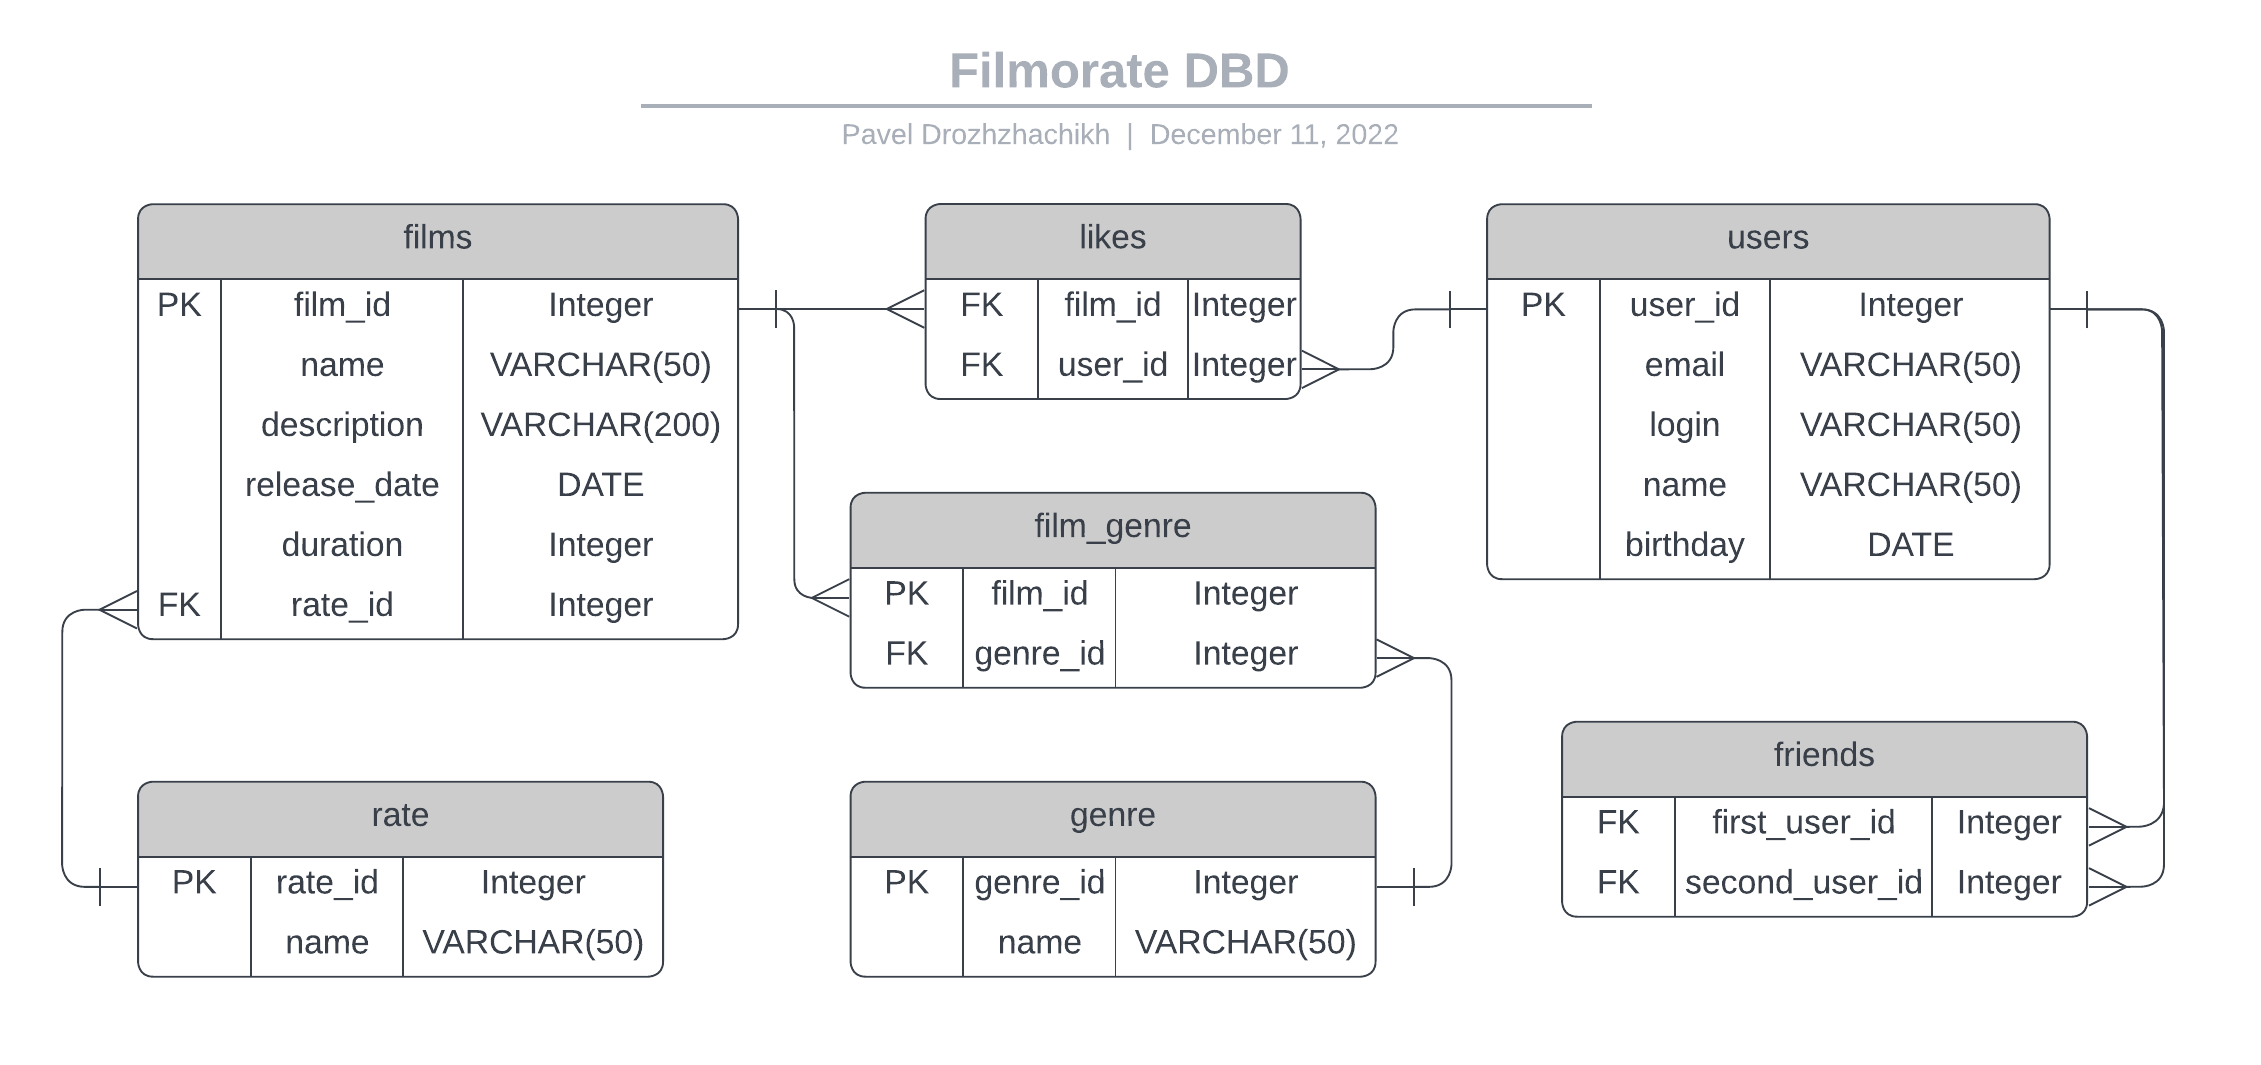 Filmorate DBD
Pavel Drozhzhachikh | December 11, 2022
films
PK film_id Integer
name VARCHAR(50)
description VARCHAR(200)
release_date DATE
duration Integer
FK rate_id Integer
likes
FK film_id Integer
FK user_id Integer
users
PK user_id Integer
email VARCHAR(50)
login VARCHAR(50)
name VARCHAR(50)
birthday DATE
film_genre
PK film_id Integer
FK genre_id Integer
rate
PK rate_id Integer
name VARCHAR(50)
genre
PK genre_id Integer
name VARCHAR(50)
friends
FK first_user_id Integer
FK second_user_id Integer